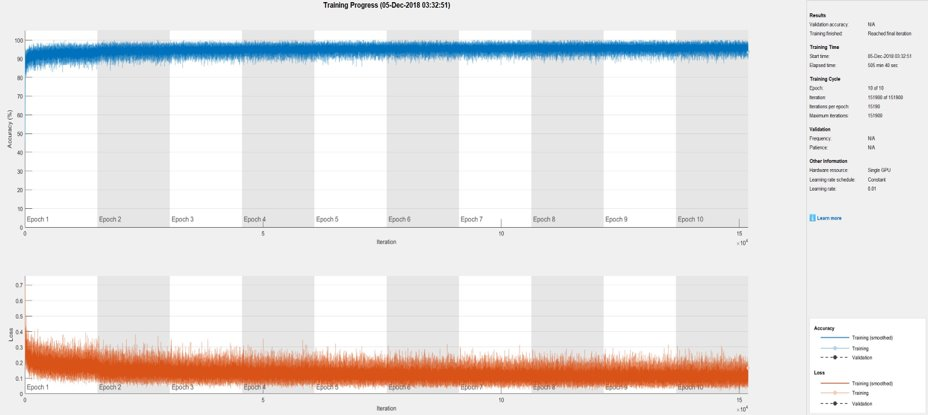 Training Progress (05-Dec-2018 03:32:51)
100
90
80
70
60
50
40
30
20
10
0
Accuracy (%)
Epoch 1 Epoch 2 Epoch 3 Epoch 4 Epoch 5 Epoch 6 Epoch 7 Epoch 8 Epoch 9 Epoch 10
0 5 10 15
Iteration
×10⁴
0.7
0.6
0.5
0.4
0.3
0.2
0.1
0
Loss
Epoch 1 Epoch 2 Epoch 3 Epoch 4 Epoch 5 Epoch 6 Epoch 7 Epoch 8 Epoch 9 Epoch 10
0 5 10 15
Iteration
×10⁴
Results
Validation accuracy: N/A
Training finished: Reached final iteration
Training Time
Start time: 05-Dec-2018 03:32:51
Elapsed time: 505 min 40 sec
Training Cycle
Epoch: 10 of 10
Iteration: 151900 of 151900
Iterations per epoch: 15190
Maximum iterations: 151900
Validation
Frequency: N/A
Patience: N/A
Other Information
Hardware resource: Single GPU
Learning rate schedule: Constant
Learning rate: 0.01
i Learn more
Accuracy
Training (smoothed)
Training
Validation
Loss
Training (smoothed)
Training
Validation